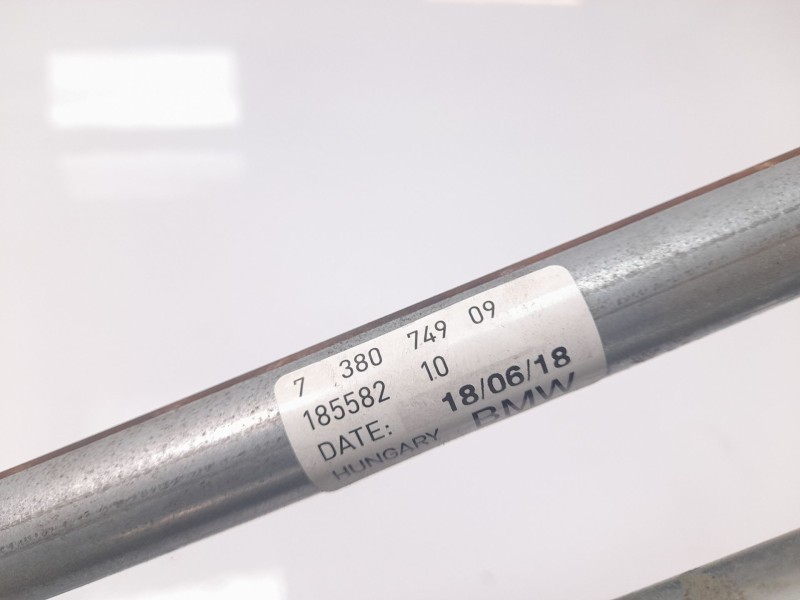 7 380 749 09
185582 10
DATE: 18/06/18
HUNGARY BMW